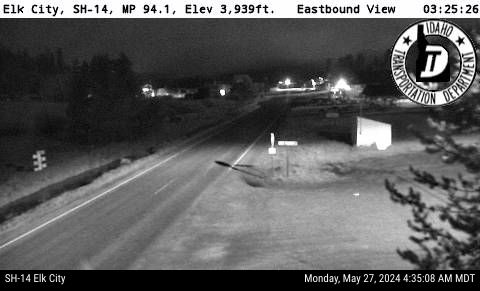 Elk City, SH-14, MP 94.1, Elev 3,939ft. Eastbound View 03:25:26
IDAHO
TRANSPORTATION DEPARTMENT
SH-14 Elk City Monday, May 27, 2024 4:35:08 AM MDT